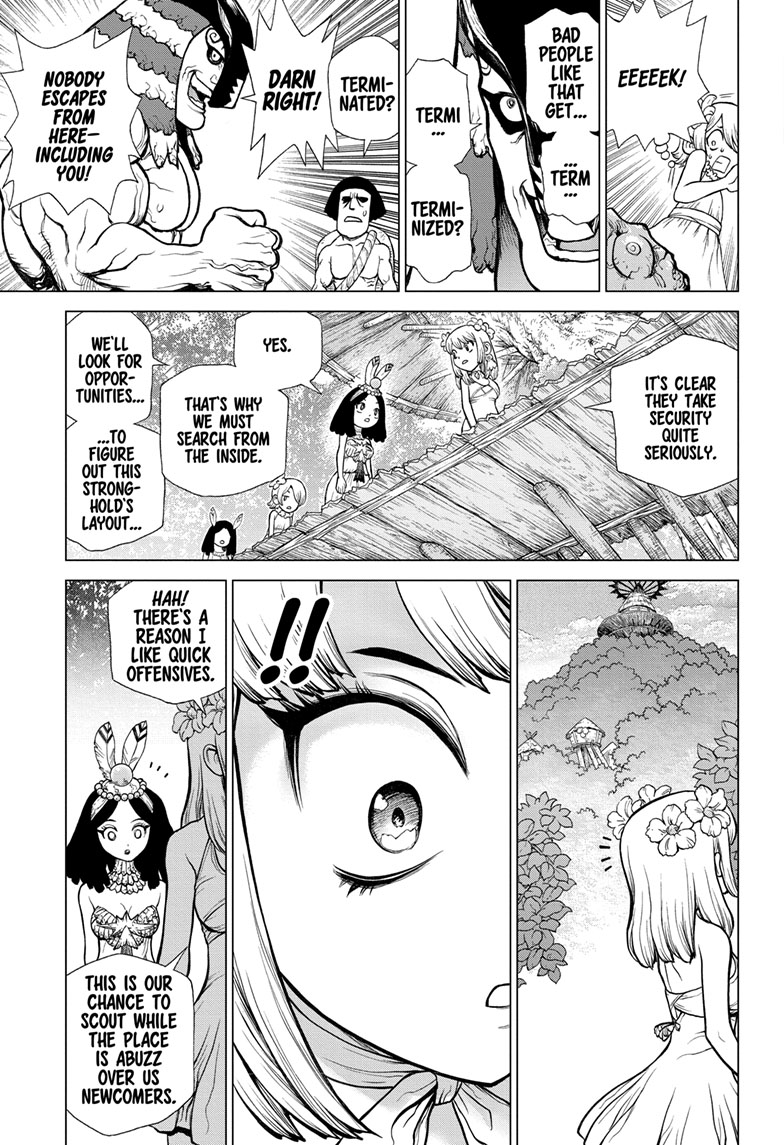 EEEEEK!
BAD
PEOPLE
LIKE
THAT
GET...
...
TERM
...
TERMI
...
TERMI-
NIZED?
TERMI-
NATED?
DARN
RIGHT!
NOBODY
ESCAPES
FROM
HERE—
INCLUDING
YOU!
IT'S CLEAR
THEY TAKE
SECURITY
QUITE
SERIOUSLY.
YES.
THAT'S WHY
WE MUST
SEARCH FROM
THE INSIDE.
WE'LL
LOOK FOR
OPPOR-
TUNITIES...
...TO
FIGURE
OUT THIS
STRONG-
HOLD'S
LAYOUT...
!!
HAH!
THERE'S A
REASON I
LIKE QUICK
OFFENSIVES.
THIS IS OUR
CHANCE TO
SCOUT WHILE
THE PLACE
IS ABUZZ
OVER US
NEWCOMERS.